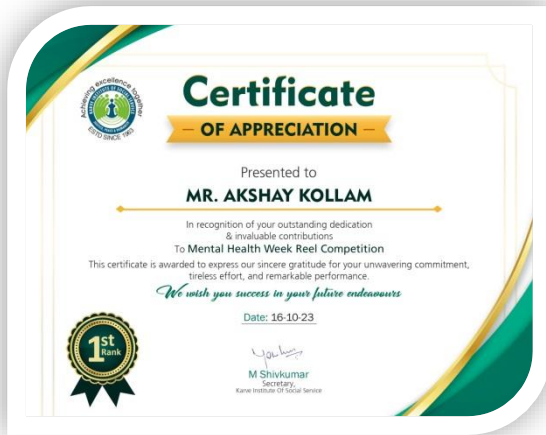 Achieving excellence together
ESTD SINCE 1963
Certificate
– OF APPRECIATION –
Presented to
MR. AKSHAY KOLLAM
In recognition of your outstanding dedication
& invaluable contributions
To Mental Health Week Reel Competition
This certificate is awarded to express our sincere gratitude for your unwavering commitment,
tireless effort, and remarkable performance.
We wish you success in your future endeavours
Date: 16-10-23
1st
Rank
M Shivkumar
Secretary,
Karve Institute Of Social Service